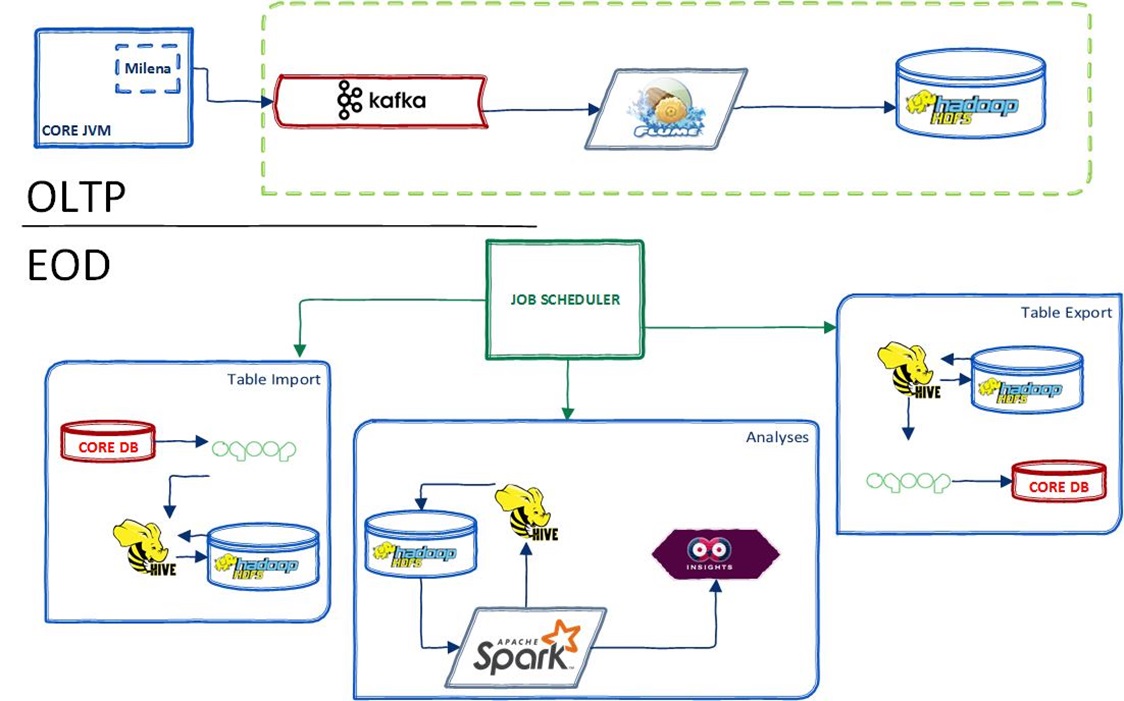 Milena
CORE JVM
kafka
FLUME
hadoop
HDFS
OLTP
EOD
JOB SCHEDULER
Table Import
CORE DB
sqoop
HIVE
hadoop
HDFS
Analyses
HIVE
hadoop
HDFS
INSIGHTS
APACHE
Spark
Table Export
HIVE
hadoop
HDFS
sqoop
CORE DB